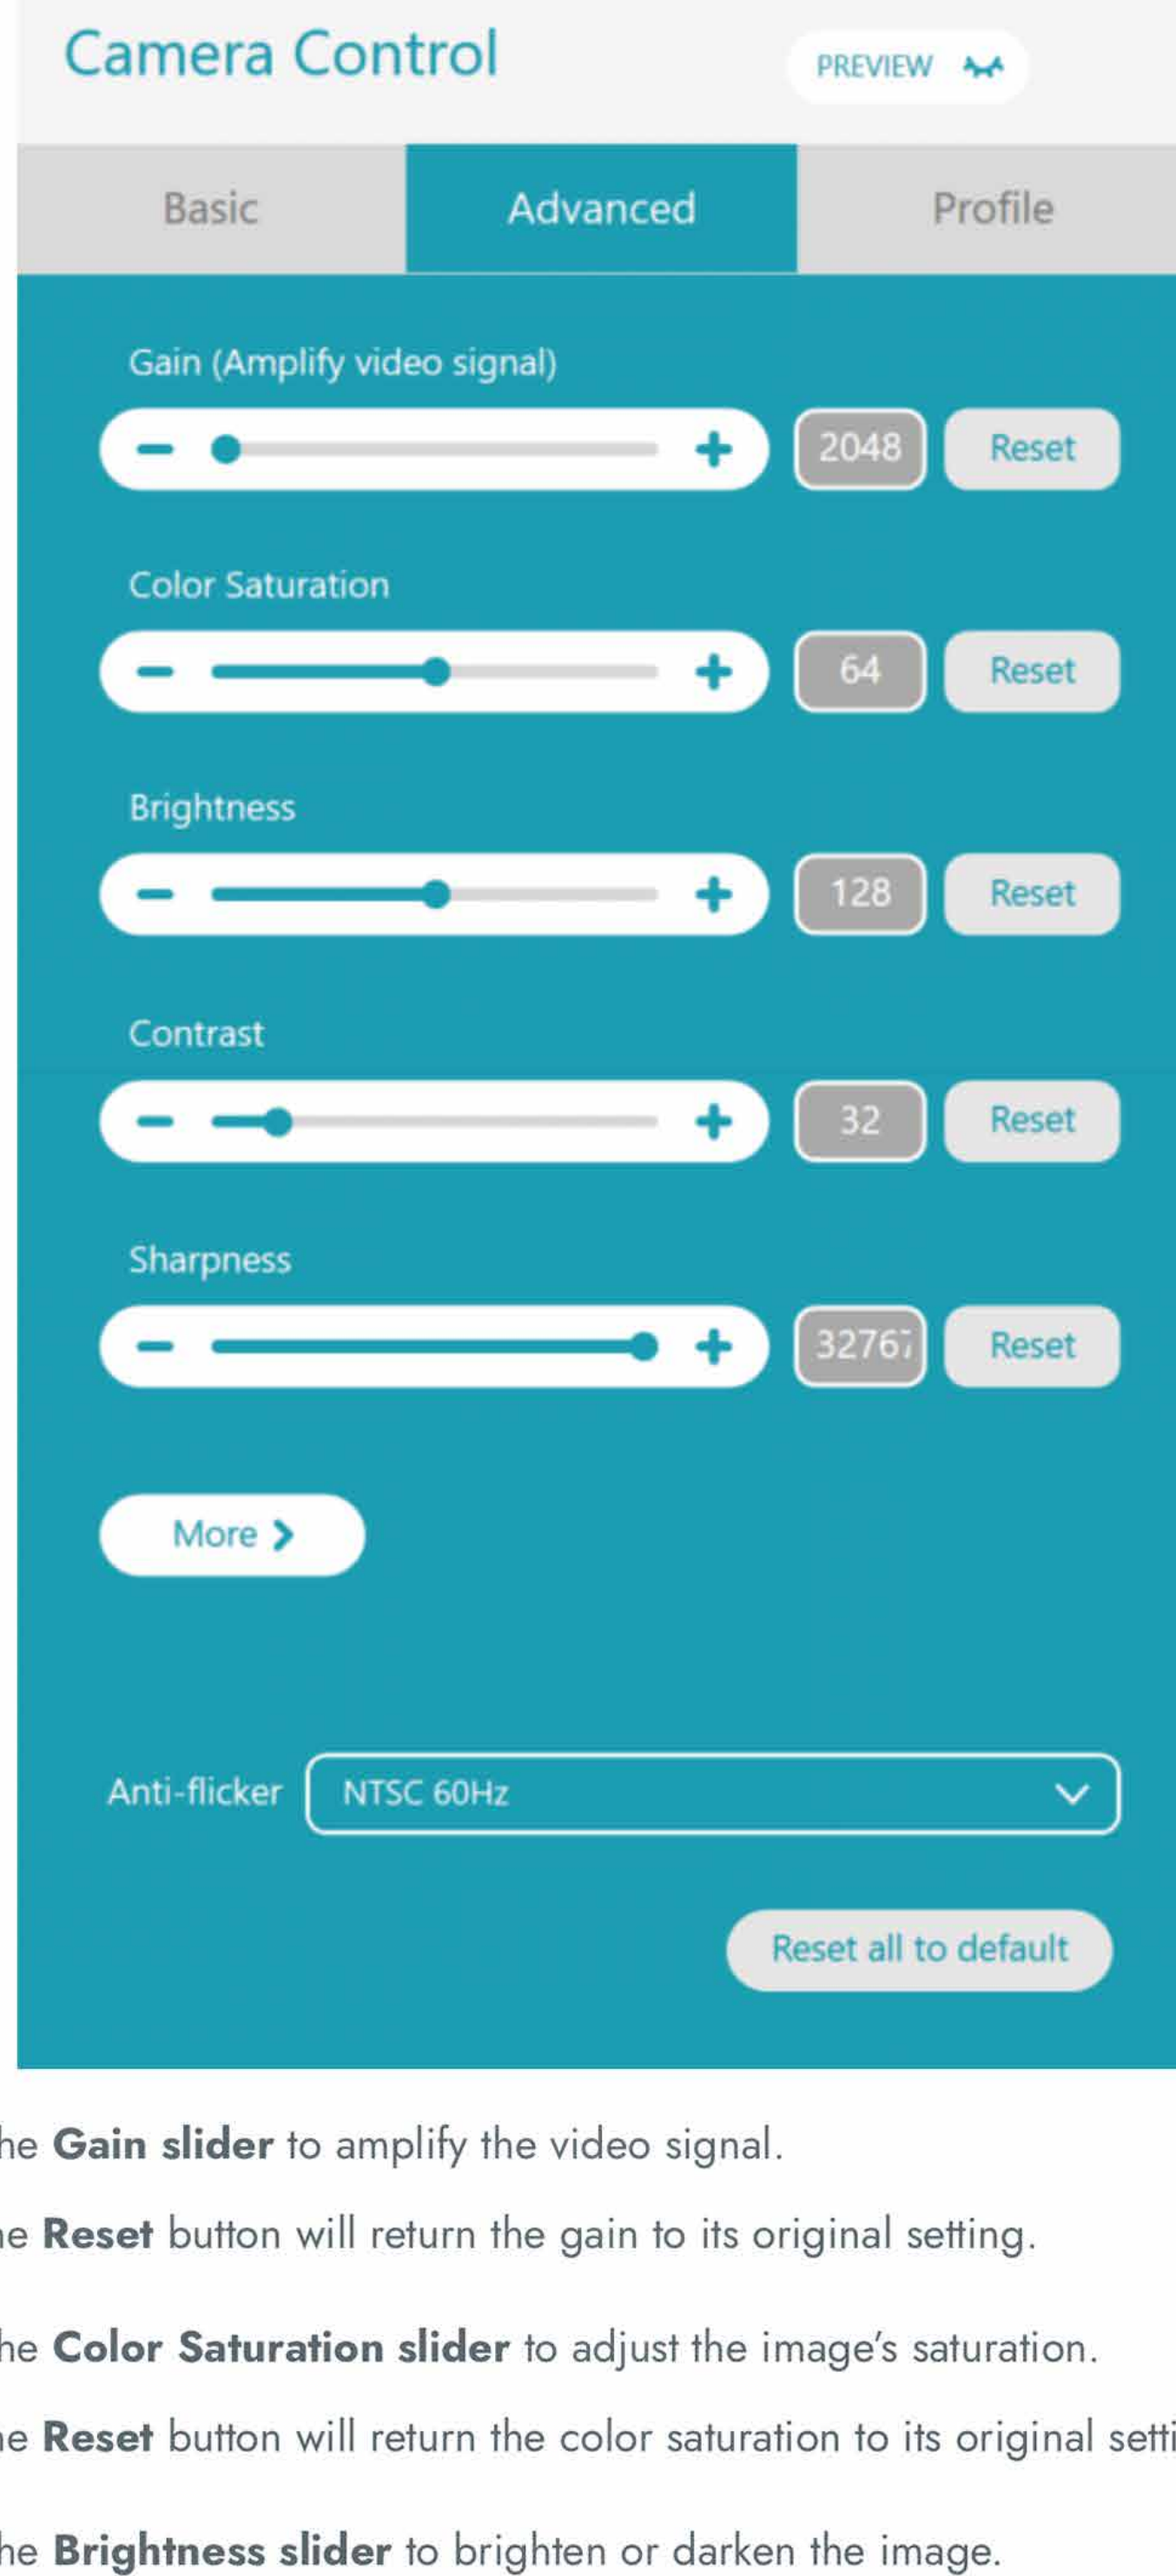 Camera Control
PREVIEW
Basic Advanced Profile
Gain (Amplify video signal)
2048 Reset
Color Saturation
64 Reset
Brightness
128 Reset
Contrast
32 Reset
Sharpness
32767 Reset
More
Anti-flicker NTSC 60Hz
Reset all to default
he Gain slider to amplify the video signal.
e Reset button will return the gain to its original setting.
he Color Saturation slider to adjust the image's saturation.
e Reset button will return the color saturation to its original setti
he Brightness slider to brighten or darken the image.